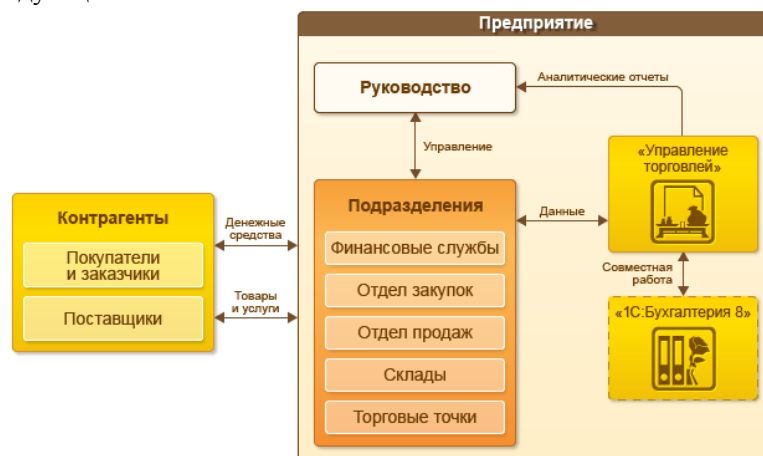 Предприятие
Руководство
Аналитические отчеты
Управление
«Управление
торговлей»
Контрагенты
Покупатели
и заказчики
Поставщики
Денежные
средства
Товары
и услуги
Подразделения
Финансовые службы
Отдел закупок
Отдел продаж
Склады
Торговые точки
Данные
Совместная
работа
«1С:Бухгалтерия 8»